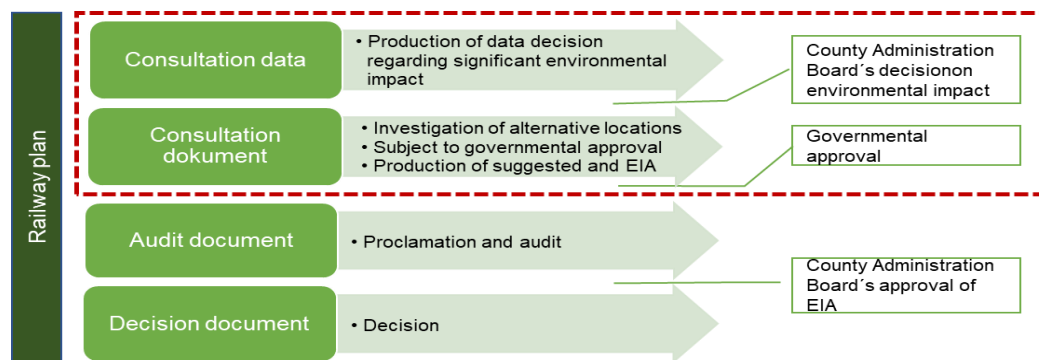 Railway plan
Consultation data
• Production of data decision
regarding significant environmental
impact
County Administration
Board´s decisionon
environmental impact
Consultation
dokument
• Investigation of alternative locations
• Subject to governmental approval
• Production of suggested and EIA
Governmental
approval
Audit document
• Proclamation and audit
County Administration
Board´s approval of
EIA
Decision document
• Decision